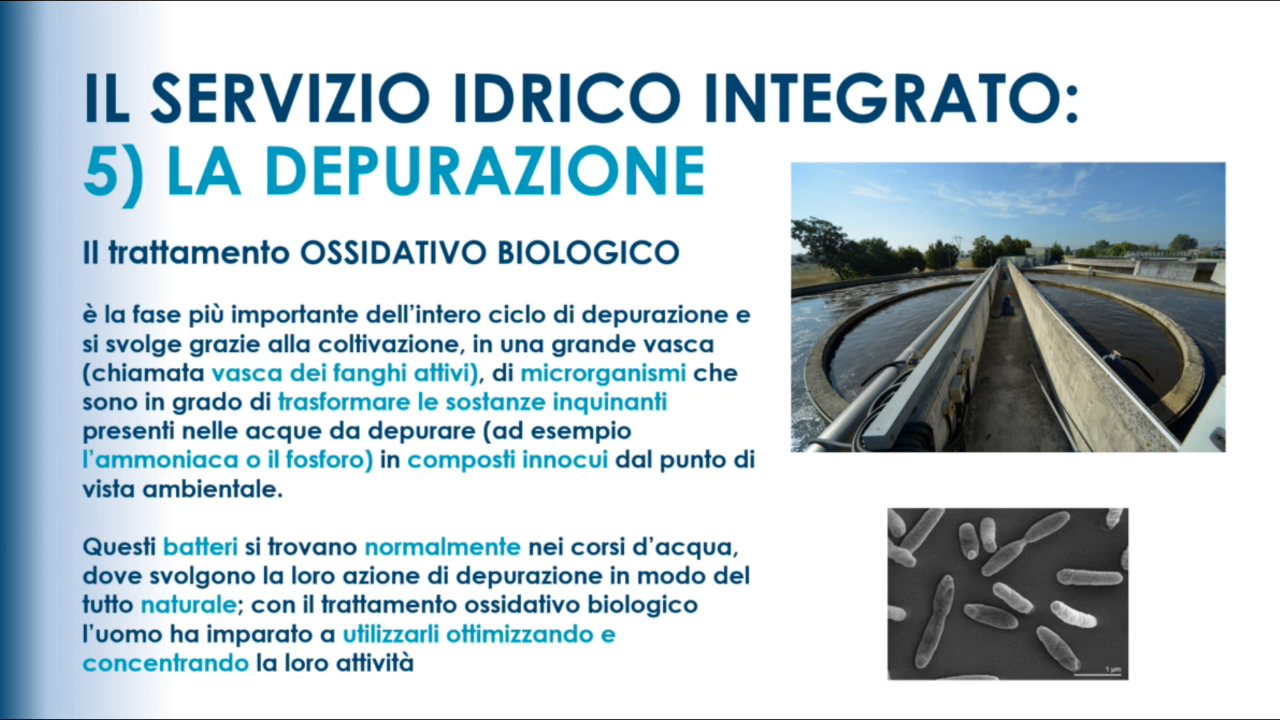 IL SERVIZIO IDRICO INTEGRATO:
5) LA DEPURAZIONE
Il trattamento OSSIDATIVO BIOLOGICO
è la fase più importante dell’intero ciclo di depurazione e
si svolge grazie alla coltivazione, in una grande vasca
(chiamata vasca dei fanghi attivi), di microrganismi che
sono in grado di trasformare le sostanze inquinanti
presenti nelle acque da depurare (ad esempio
l’ammoniaca o il fosforo) in composti innocui dal punto di
vista ambientale.
Questi batteri si trovano normalmente nei corsi d’acqua,
dove svolgono la loro azione di depurazione in modo del
tutto naturale; con il trattamento ossidativo biologico
l’uomo ha imparato a utilizzarli ottimizzando e
concentrando la loro attività
1 µm